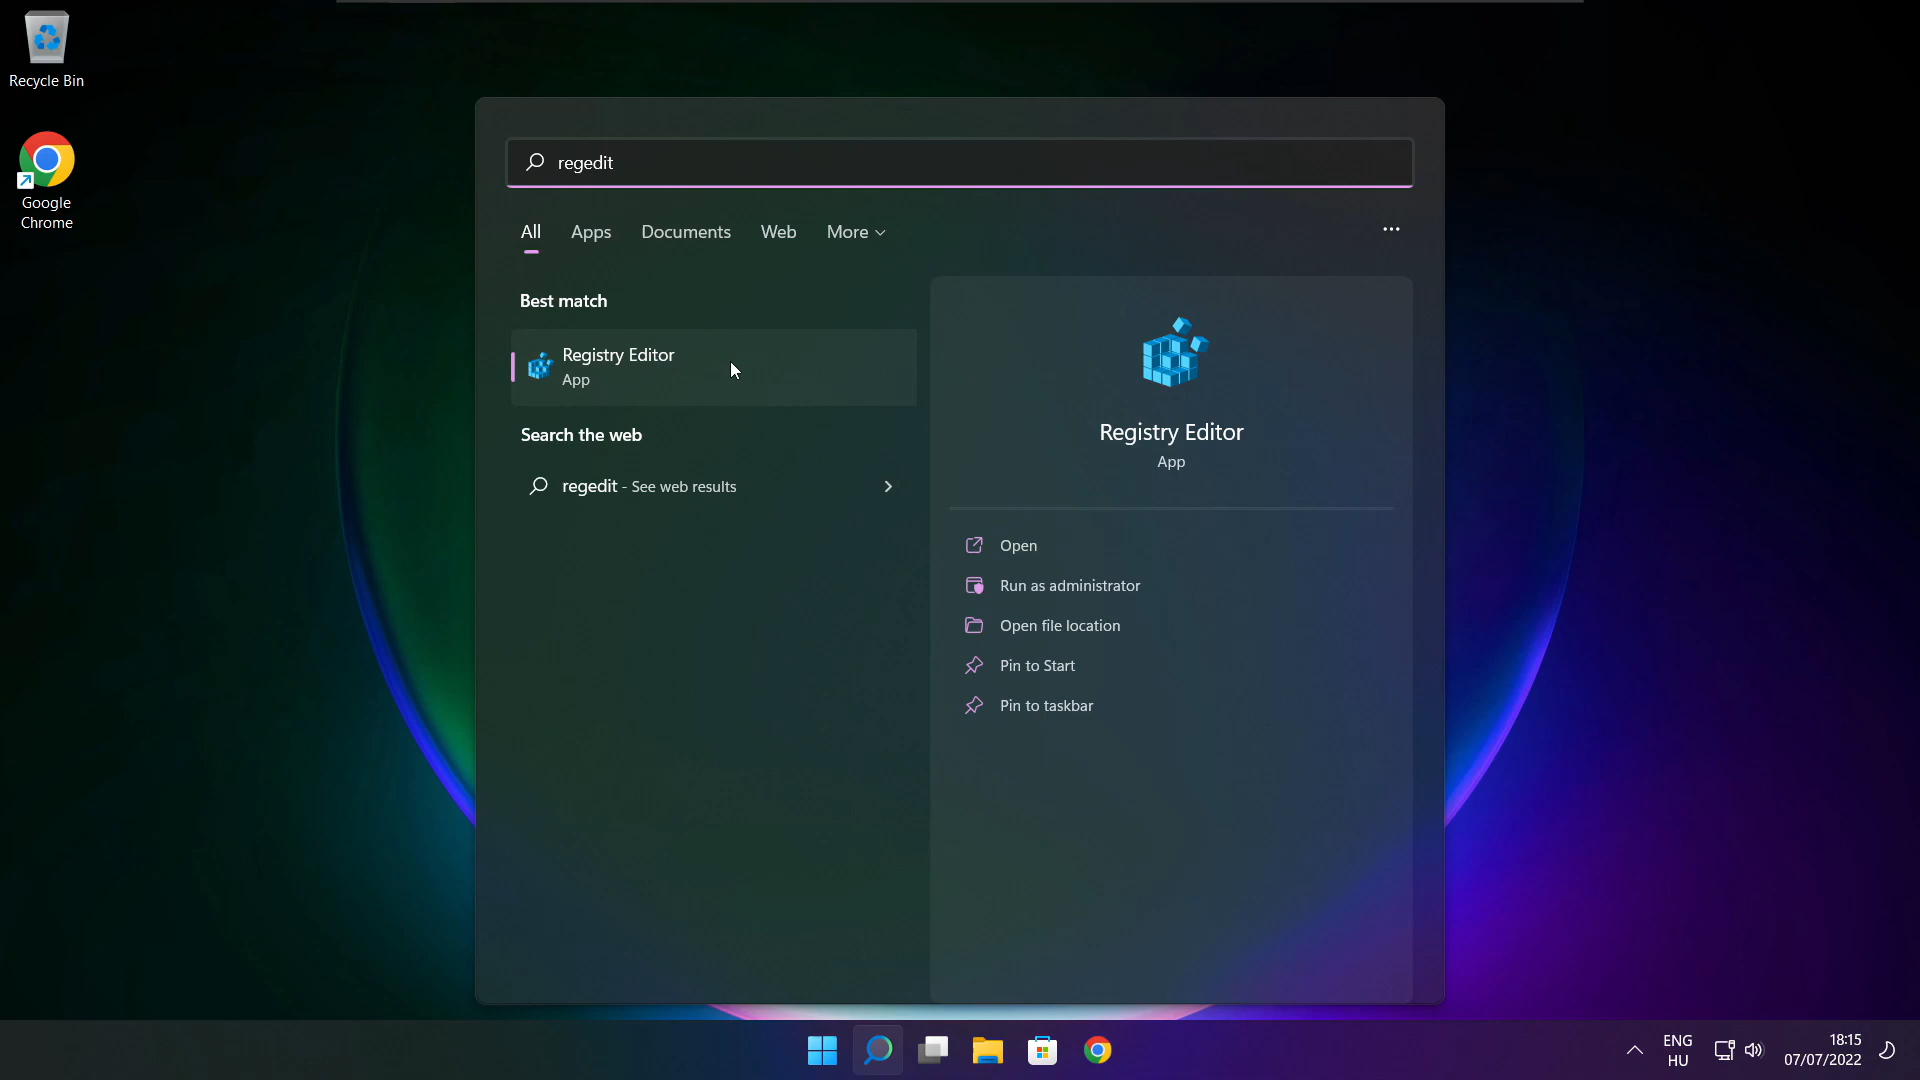 Recycle Bin
Google
Chrome
regedit
All Apps Documents Web More
Best match
Registry Editor
App
Search the web
regedit - See web results
Registry Editor
App
Open
Run as administrator
Open file location
Pin to Start
Pin to taskbar
ENG
HU
18:15
07/07/2022